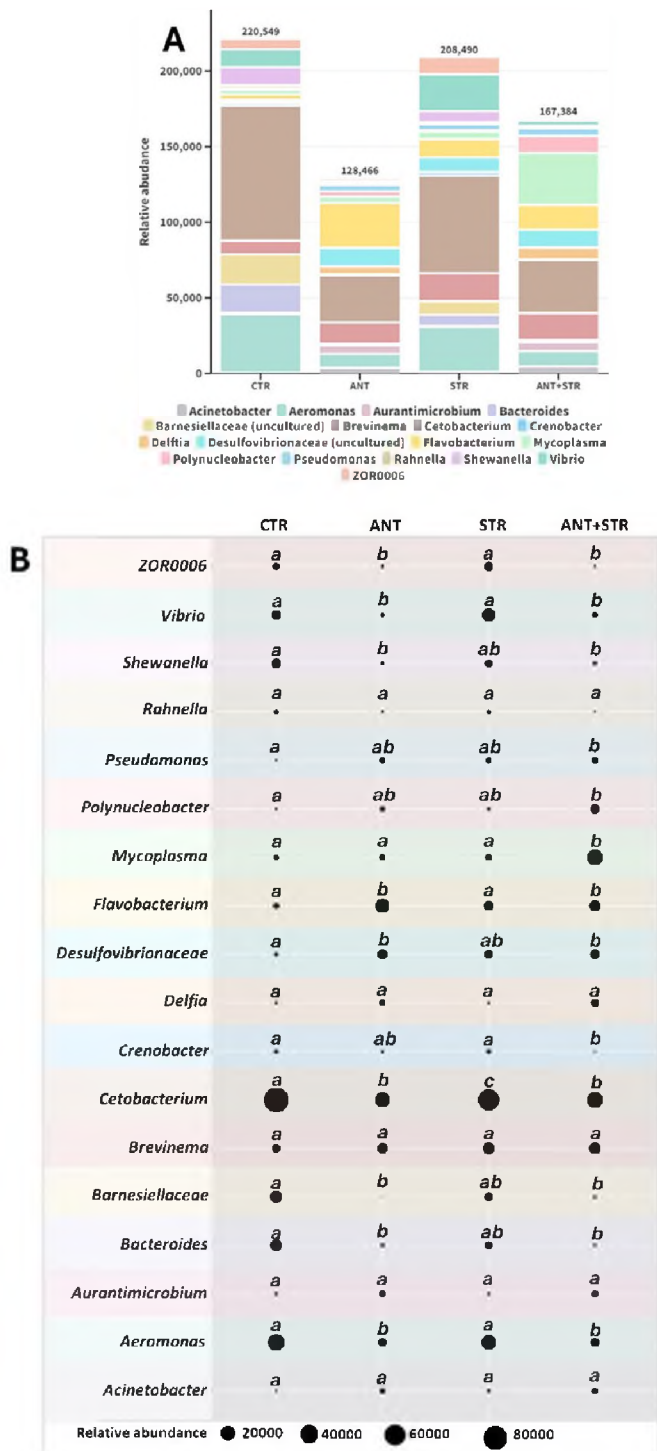 A
220,549
208,490
167,384
128,466
200,000
150,000
100,000
50,000
0
Relative abudance
CTR ANT STR ANT+STR
Acinetobacter Aeromonas Aurantimicrobium Bacteroides
Barnesiellaceae (uncultured) Brevinema Cetobacterium Crenobacter
Delftia Desulfovibrionaceae (uncultured) Flavobacterium Mycoplasma
Polynucleobacter Pseudomonas Rahnella Shewanella Vibrio
ZOR0006
B
CTR ANT STR ANT+STR
ZOR0006 a b a b
Vibrio a b a b
Shewanella a b ab b
Rahnella a a a a
Pseudomonas a ab ab b
Polynucleobacter a ab ab b
Mycoplasma a a a b
Flavobacterium a b a b
Desulfovibrionaceae a b ab b
Delfia a a a a
Crenobacter a ab a b
Cetobacterium a b c b
Brevinema a a a a
Barnesiellaceae a b ab b
Bacteroides a b ab b
Aurantimicrobium a a a a
Aeromonas a b a b
Acinetobacter a a a a
Relative abundance 20000 40000 60000 80000